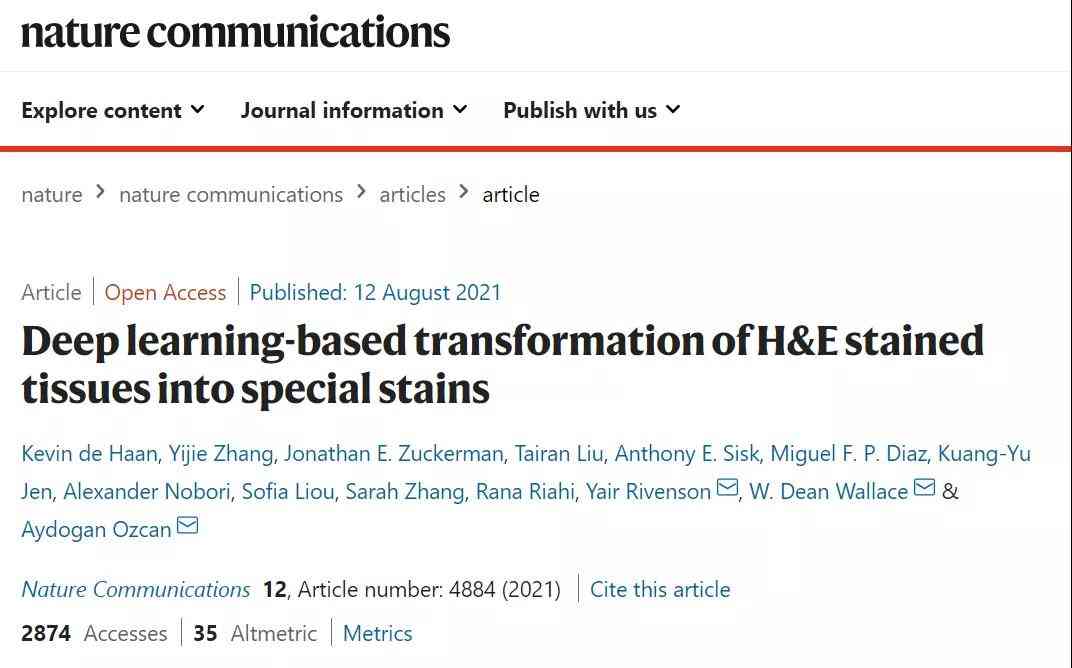 nature communications
Explore content Journal information Publish with us
nature > nature communications > articles > article
Article | Open Access | Published: 12 August 2021
Deep learning-based transformation of H&E stained
tissues into special stains
Kevin de Haan, Yijie Zhang, Jonathan E. Zuckerman, Tairan Liu, Anthony E. Sisk, Miguel F. P. Diaz, Kuang-Yu
Jen, Alexander Nobori, Sofia Liou, Sarah Zhang, Rana Riahi, Yair Rivenson, W. Dean Wallace &
Aydogan Ozcan
Nature Communications 12, Article number: 4884 (2021) | Cite this article
2874 Accesses | 35 Altmetric | Metrics